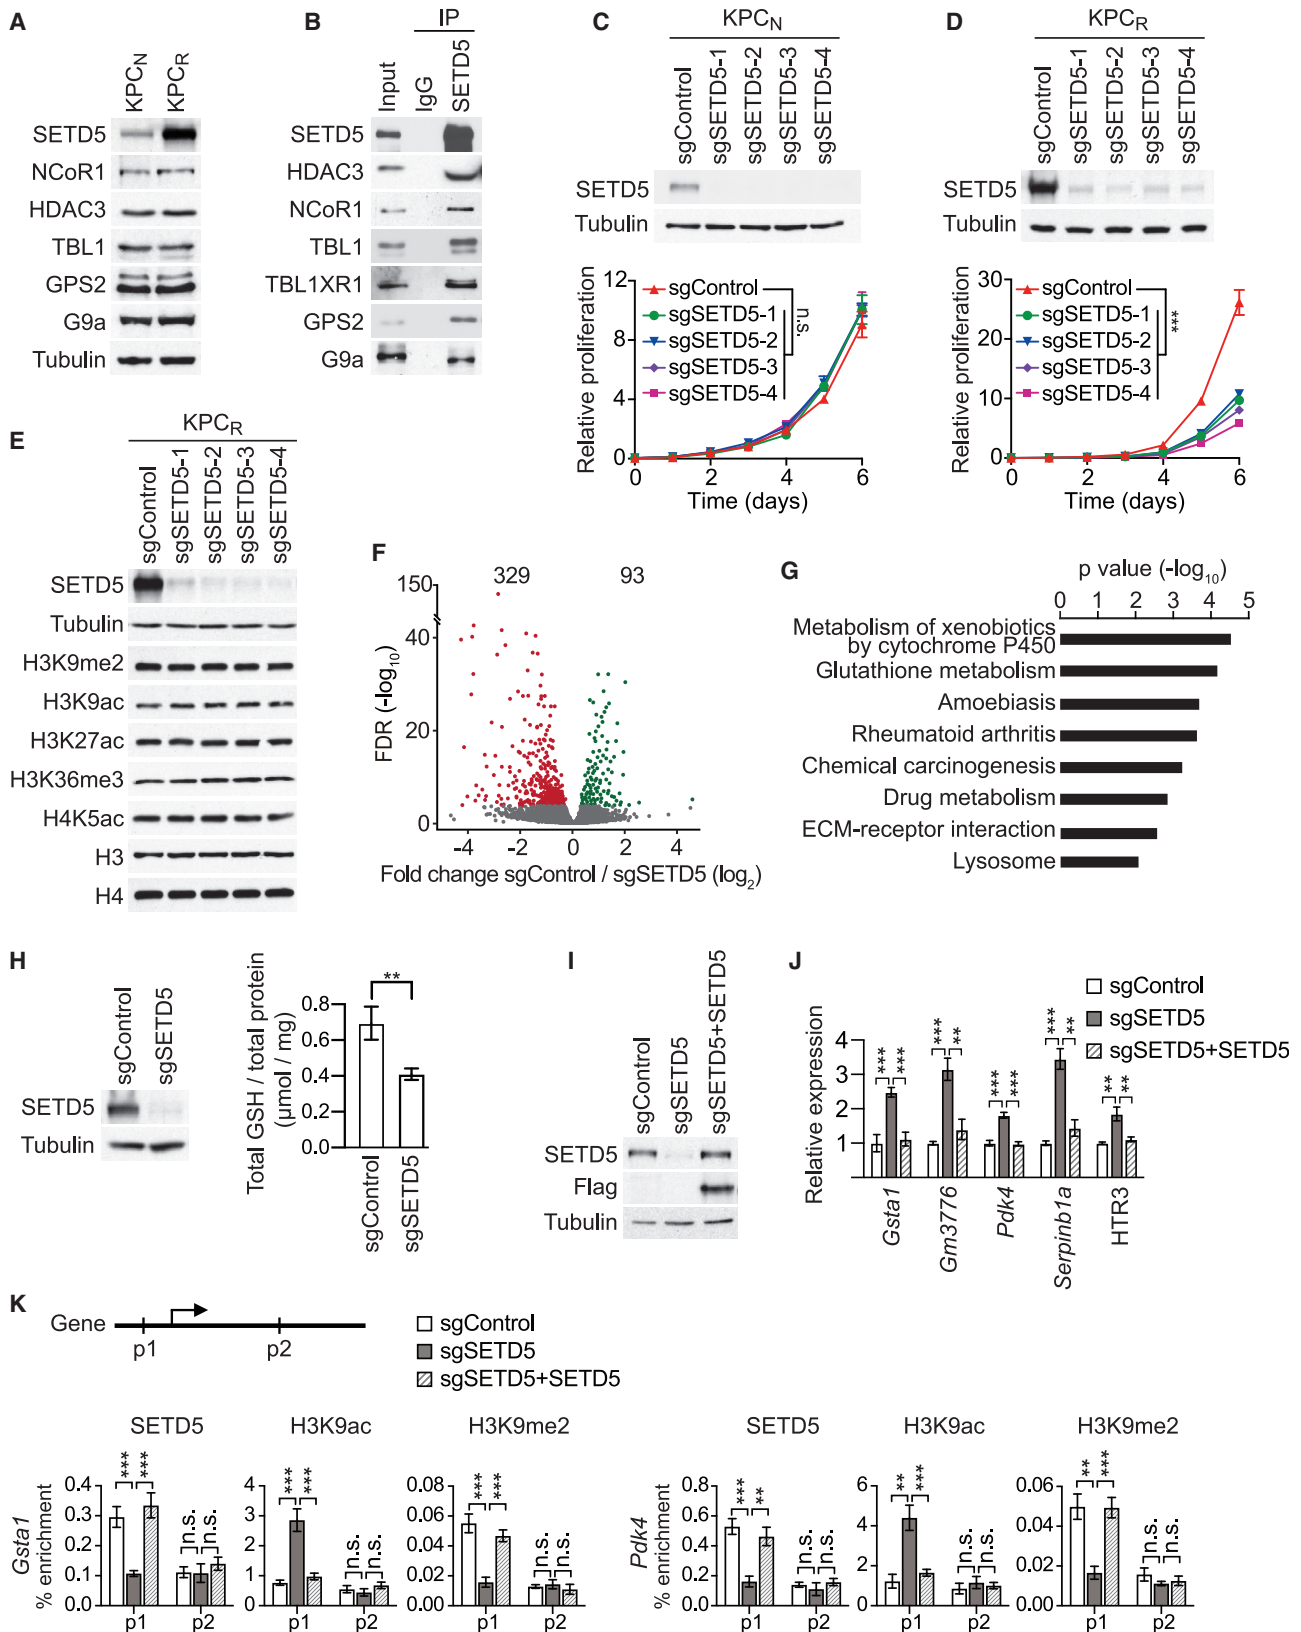 A
KPCN
KPCR
SETD5
NCoR1
HDAC3
TBL1
GPS2
G9a
Tubulin
B
IP
Input
IgG
SETD5
SETD5
HDAC3
NCoR1
TBL1
TBL1XR1
GPS2
G9a
C
KPCN
sgControl
sgSETD5-1
sgSETD5-2
sgSETD5-3
sgSETD5-4
SETD5
Tubulin
Relative proliferation
12
8
4
0
sgControl
sgSETD5-1
sgSETD5-2
sgSETD5-3
sgSETD5-4
n.s.
0 2 4 6
Time (days)
D
KPCR
sgControl
sgSETD5-1
sgSETD5-2
sgSETD5-3
sgSETD5-4
SETD5
Tubulin
Relative proliferation
30
20
10
0
sgControl
sgSETD5-1
sgSETD5-2
sgSETD5-3
sgSETD5-4
***
0 2 4 6
Time (days)
E
KPCR
sgControl
sgSETD5-1
sgSETD5-2
sgSETD5-3
sgSETD5-4
SETD5
Tubulin
H3K9me2
H3K9ac
H3K27ac
H3K36me3
H4K5ac
H3
H4
F
329 93
FDR (-log10)
150
40
20
0
-4 -2 0 2 4
Fold change sgControl / sgSETD5 (log2)
G
p value (-log10)
0 1 2 3 4 5
Metabolism of xenobiotics
by cytochrome P450
Glutathione metabolism
Amoebiasis
Rheumatoid arthritis
Chemical carcinogenesis
Drug metabolism
ECM-receptor interaction
Lysosome
H
sgControl
sgSETD5
SETD5
Tubulin
Total GSH / total protein
(µmol / mg)
0.8
0.6
0.4
0.2
0.0
**
sgControl
sgSETD5
I
sgControl
sgSETD5
sgSETD5+SETD5
SETD5
Flag
Tubulin
J
sgControl
sgSETD5
sgSETD5+SETD5
Relative expression
4
3
2
1
*** ***
*** **
*** ***
*** **
** **
Gsta1
Gm3776
Pdk4
Serpinb1a
HTR3
K
Gene
p1 p2
sgControl
sgSETD5
sgSETD5+SETD5
Gsta1
% enrichment
SETD5
0.4
0.3
0.2
0.1
0.0
*** ***
n.s. n.s.
p1 p2
H3K9ac
4
3
2
1
0
*** ***
n.s. n.s.
p1 p2
H3K9me2
0.08
0.06
0.04
0.02
0.00
*** ***
n.s. n.s.
p1 p2
Pdk4
% enrichment
SETD5
0.8
0.6
0.4
0.2
0.0
*** **
n.s. n.s.
p1 p2
H3K9ac
6
4
2
0
** ***
n.s. n.s.
p1 p2
H3K9me2
0.06
0.04
0.02
0.00
** ***
n.s. n.s.
p1 p2